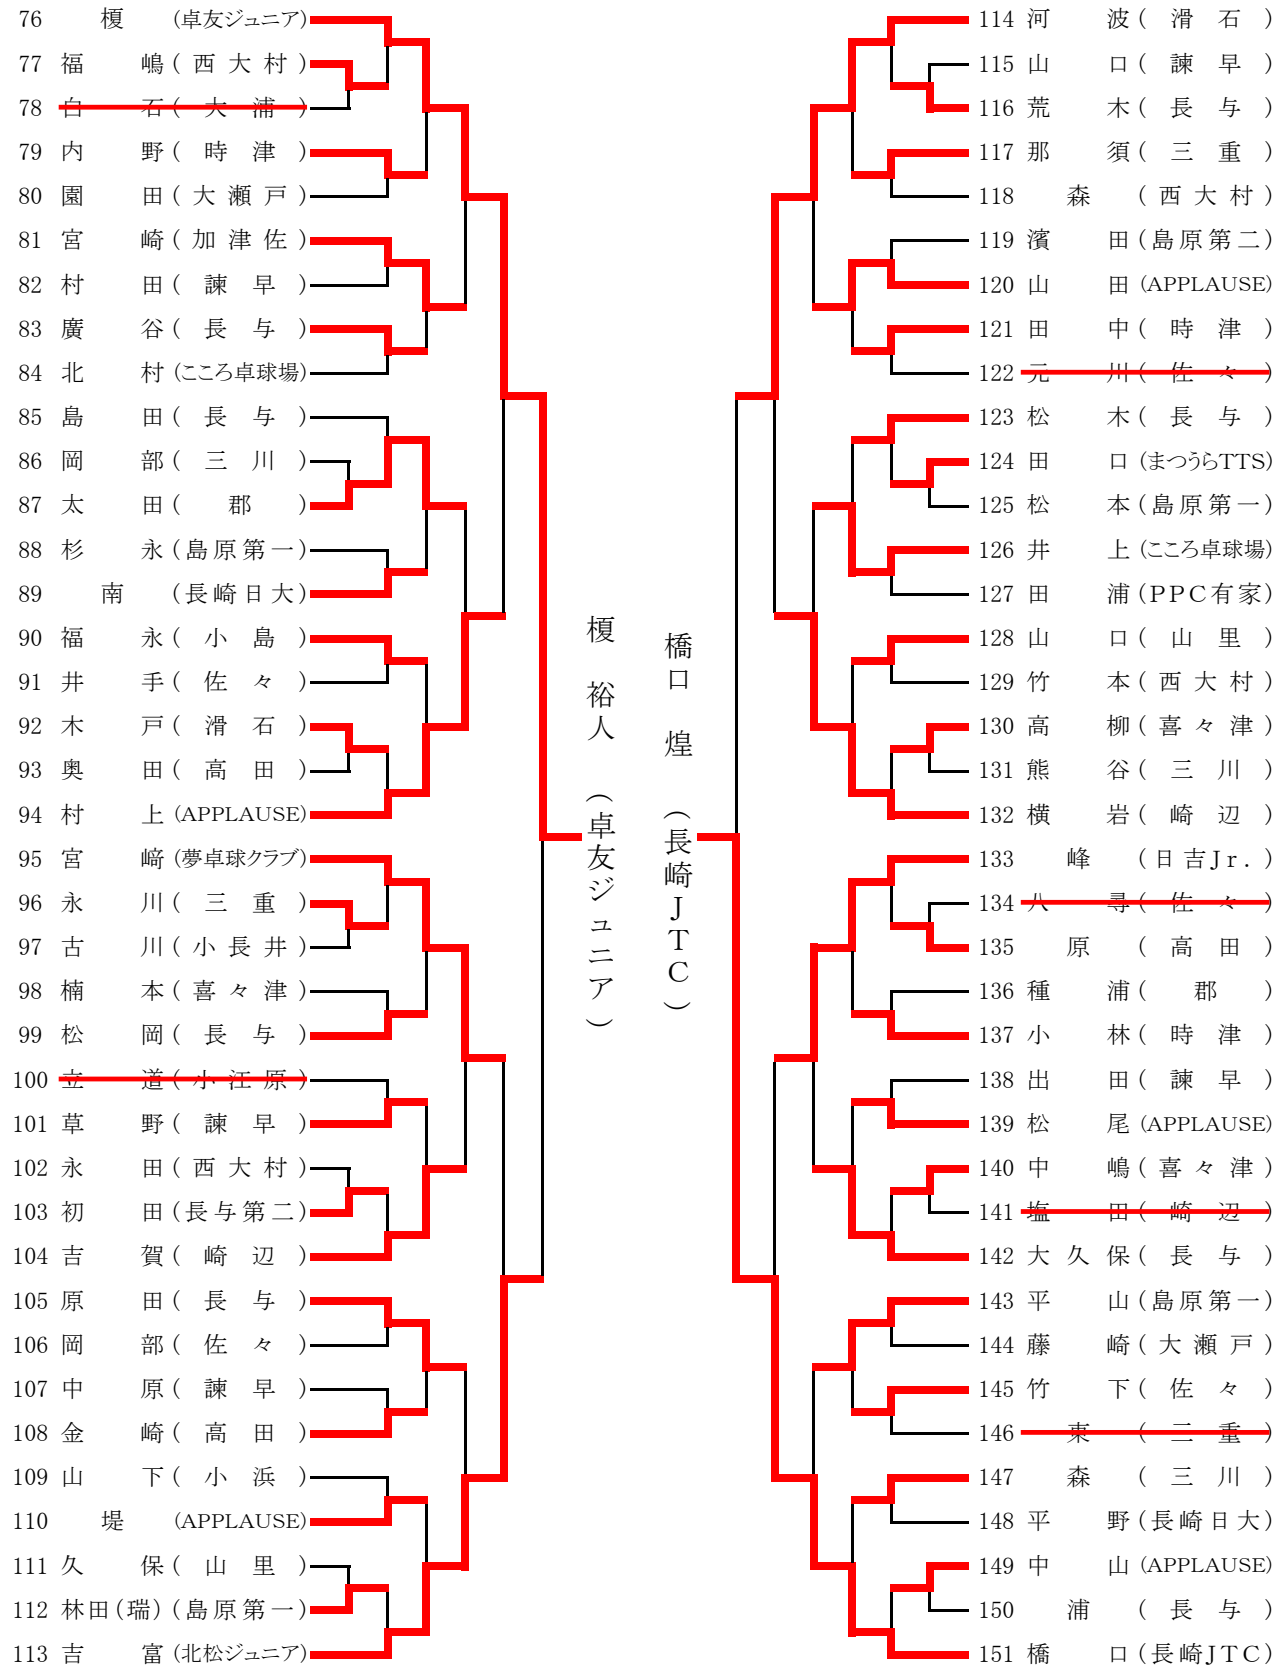 76 榎 (卓友ジュニア)
77 福嶋(西大村)
78 白石(大浦)
79 内野(時津)
80 園田(大瀬戸)
81 宮崎(加津佐)
82 村田(諫早)
83 廣谷(長与)
84 北村(こころ卓球場)
85 島田(長与)
86 岡部(三川)
87 太田(郡)
88 杉永(島原第一)
89 南(長崎日大)
90 福永(小島)
91 井手(佐々)
92 木戸(滑石)
93 奥田(高田)
94 村上(APPLAUSE)
95 宮﨑(夢卓球クラブ)
96 永川(三重)
97 古川(小長井)
98 楠本(喜々津)
99 松岡(長与)
100 立道(小江原)
101 草野(諫早)
102 永田(西大村)
103 初田(長与第二)
104 吉賀(崎辺)
105 原田(長与)
106 岡部(佐々)
107 中原(諫早)
108 金崎(高田)
109 山下(小浜)
110 堤(APPLAUSE)
111 久保(山里)
112 林田(瑞)(島原第一)
113 吉富(北松ジュニア)
榎 裕人 (卓友ジュニア)
橋口 煌 (長崎JTC)
114 河波(滑石)
115 山口(諫早)
116 荒木(長与)
117 那須(三重)
118 森(西大村)
119 濱田(島原第二)
120 山田(APPLAUSE)
121 田中(時津)
122 元川(佐々)
123 松木(長与)
124 田口(まつうらTTS)
125 松本(島原第一)
126 井上(こころ卓球場)
127 田浦(PPC有家)
128 山口(山里)
129 竹本(西大村)
130 高柳(喜々津)
131 熊谷(三川)
132 横岩(崎辺)
133 峰(日吉Jr.)
134 八尋(佐々)
135 原(高田)
136 種浦(郡)
137 小林(時津)
138 出田(諫早)
139 松尾(APPLAUSE)
140 中嶋(喜々津)
141 塩田(崎辺)
142 大久保(長与)
143 平山(島原第一)
144 藤崎(大瀬戸)
145 竹下(佐々)
146 東(三重)
147 森(三川)
148 平野(長崎日大)
149 中山(APPLAUSE)
150 浦(長与)
151 橋口(長崎JTC)